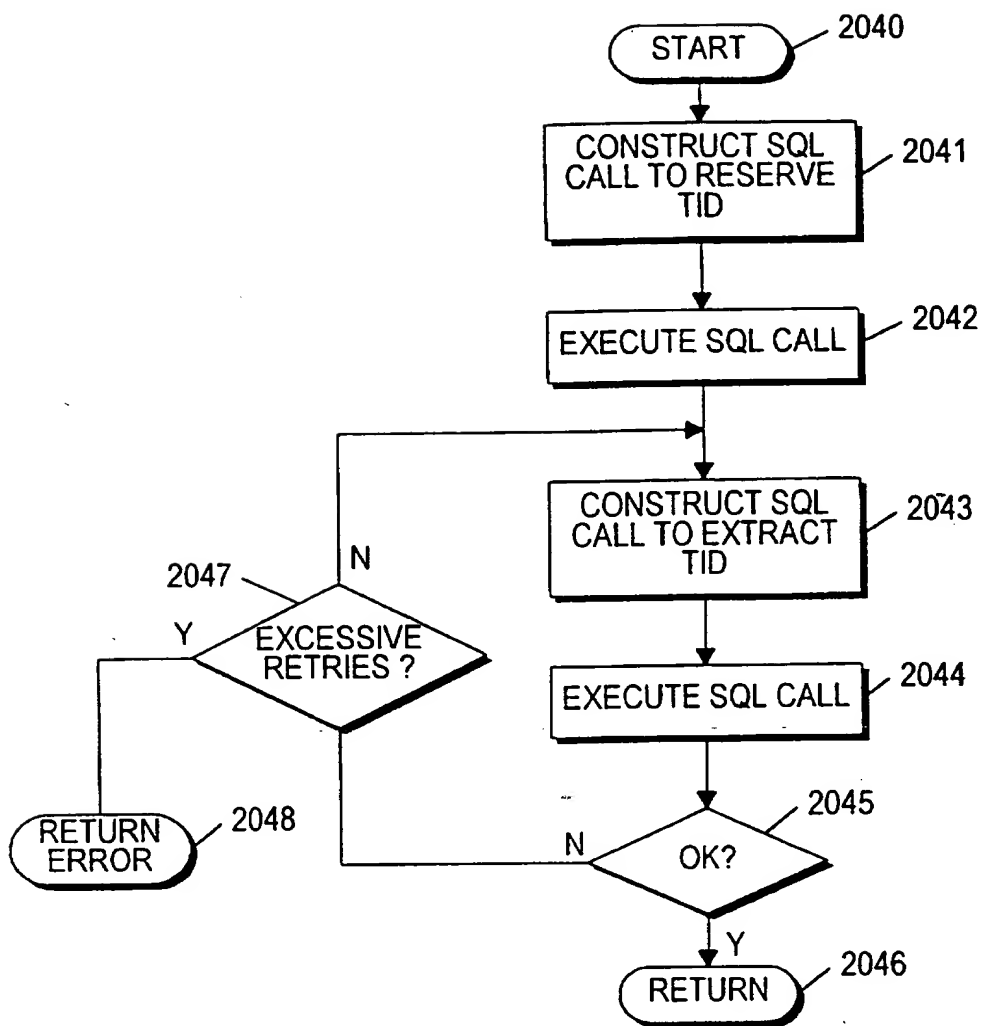 START
2040
CONSTRUCT SQL
CALL TO RESERVE
TID
2041
EXECUTE SQL CALL
2042
CONSTRUCT SQL
CALL TO EXTRACT
TID
2043
N
2047
Y
EXCESSIVE
RETRIES ?
EXECUTE SQL CALL
2044
RETURN
ERROR
2048
N
OK?
2045
Y
RETURN
2046